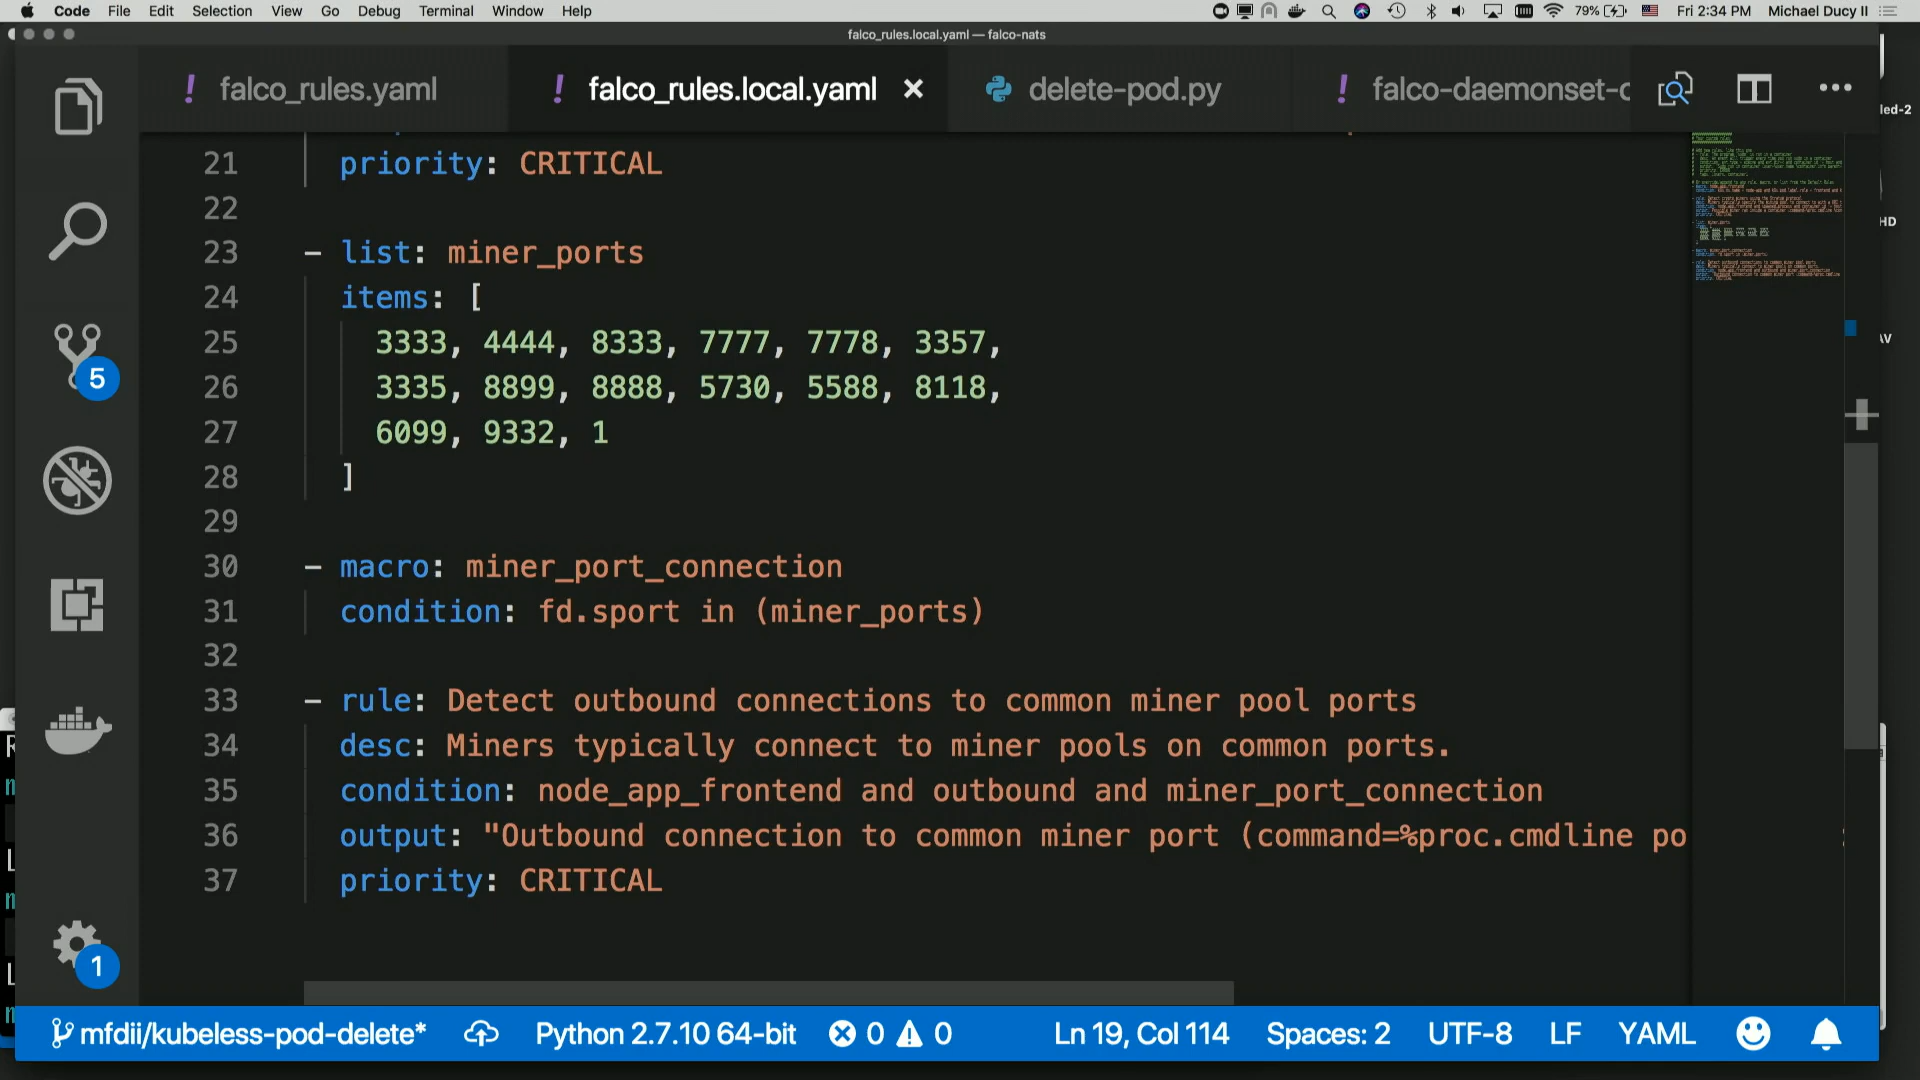 Code File Edit Selection View Go Debug Terminal Window Help 79% Fri 2:34 PM Michael Ducy II
falco_rules.local.yaml — falco-nats
falco_rules.yaml falco_rules.local.yaml delete-pod.py falco-daemonset-c
led-2
HD
21 priority: CRITICAL
22
23 - list: miner_ports
24 items: [
25 3333, 4444, 8333, 7777, 7778, 3357,
26 3335, 8899, 8888, 5730, 5588, 8118,
27 6099, 9332, 1
28 ]
29
30 - macro: miner_port_connection
31 condition: fd.sport in (miner_ports)
32
33 - rule: Detect outbound connections to common miner pool ports
34 desc: Miners typically connect to miner pools on common ports.
35 condition: node_app_frontend and outbound and miner_port_connection
36 output: "Outbound connection to common miner port (command=%proc.cmdline po
37 priority: CRITICAL
5
1
mfdii/kubeless-pod-delete* Python 2.7.10 64-bit 0 0 Ln 19, Col 114 Spaces: 2 UTF-8 LF YAML